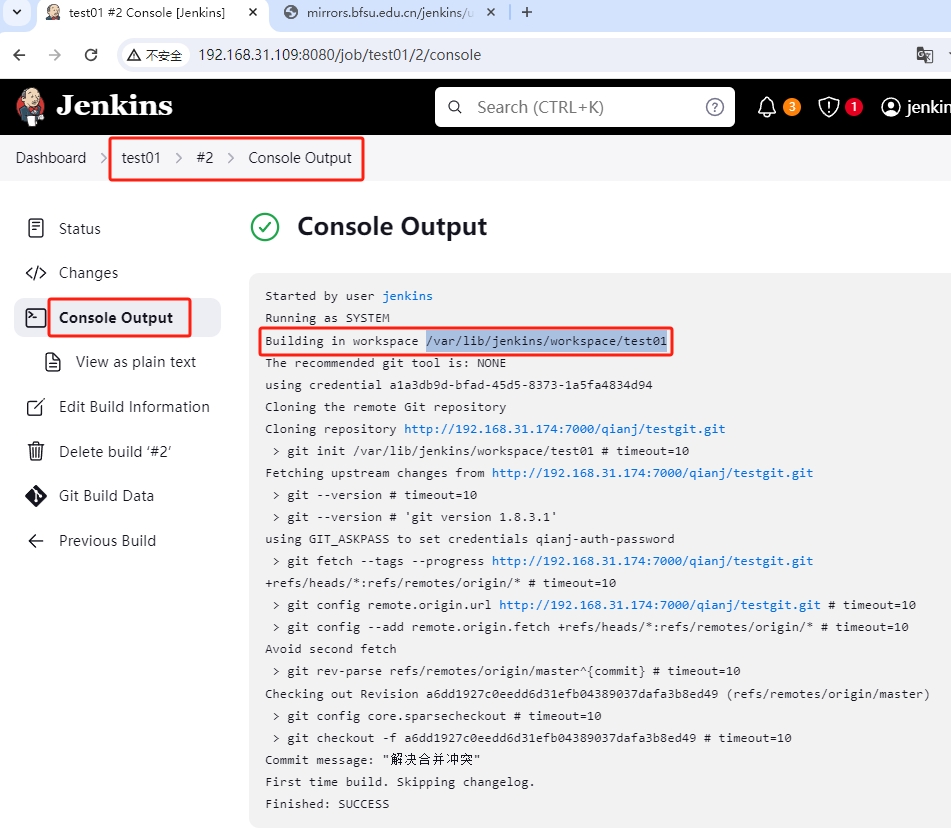 test01 #2 Console [Jenkins]
mirrors.bfsu.edu.cn/jenkins/u
不安全
192.168.31.109:8080/job/test01/2/console
Jenkins
Search (CTRL+K)
3
1
jenkin
Dashboard > test01 > #2 > Console Output
Status
Changes
Console Output
View as plain text
Edit Build Information
Delete build ‘#2’
Git Build Data
Previous Build
Console Output
Started by user jenkins
Running as SYSTEM
Building in workspace /var/lib/jenkins/workspace/test01
The recommended git tool is: NONE
using credential a1a3db9d-bfad-45d5-8373-1a5fa4834d94
Cloning the remote Git repository
Cloning repository http://192.168.31.174:7000/qianj/testgit.git
> git init /var/lib/jenkins/workspace/test01 # timeout=10
Fetching upstream changes from http://192.168.31.174:7000/qianj/testgit.git
> git --version # timeout=10
> git --version # 'git version 1.8.3.1'
using GIT_ASKPASS to set credentials qianj-auth-password
> git fetch --tags --progress http://192.168.31.174:7000/qianj/testgit.git
+refs/heads/*:refs/remotes/origin/* # timeout=10
> git config remote.origin.url http://192.168.31.174:7000/qianj/testgit.git # timeout=10
> git config --add remote.origin.fetch +refs/heads/*:refs/remotes/origin/* # timeout=10
Avoid second fetch
> git rev-parse refs/remotes/origin/master^{commit} # timeout=10
Checking out Revision a6dd1927c0eedd6d31efb04389037dafa3b8ed49 (refs/remotes/origin/master)
> git config core.sparsecheckout # timeout=10
> git checkout -f a6dd1927c0eedd6d31efb04389037dafa3b8ed49 # timeout=10
Commit message: "解决合并冲突"
First time build. Skipping changelog.
Finished: SUCCESS